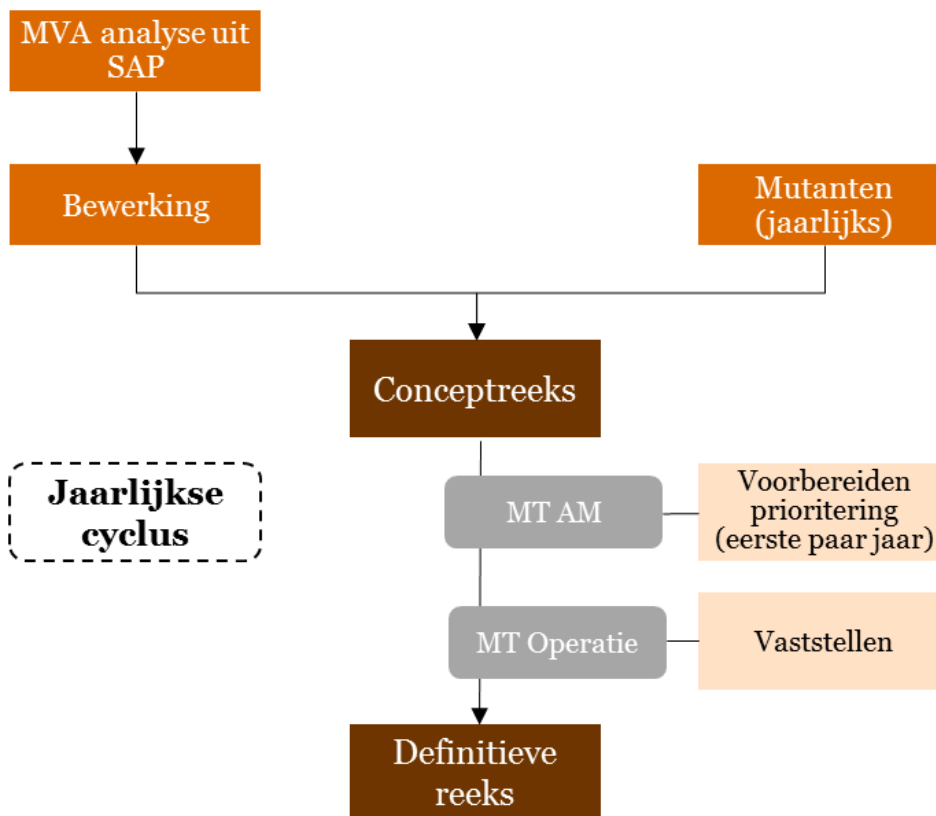 MVA analyse uit
SAP
Bewerking
Mutanten
(jaarlijks)
Conceptreeks
Jaarlijkse
cyclus
MT AM
Voorbereiden
prioritering
(eerste paar jaar)
MT Operatie
Vaststellen
Definitieve
reeks